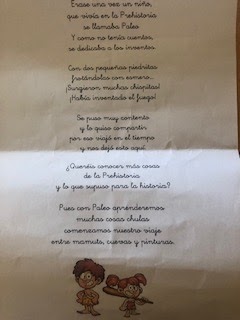 Érase una vez un niño,
que vivía en la Prehistoria
se llamaba Paleo
Y como no tenía cuentos,
se dedicaba a los inventos.
Con dos pequeñas piedritas
frotándolas con esmero...
¡Surgieron muchas chispitas!
¡Había inventado el fuego!
Se puso muy contento
y lo quiso compartir
por eso viajó en el tiempo
y nos dejó esto aquí.
¿Queréis conocer más cosas
de la Prehistoria
y lo que supuso para la historia?
Pues con Paleo aprenderemos
muchas cosas chulas
comenzamos nuestro viaje
entre mamuts, cuevas y pinturas.